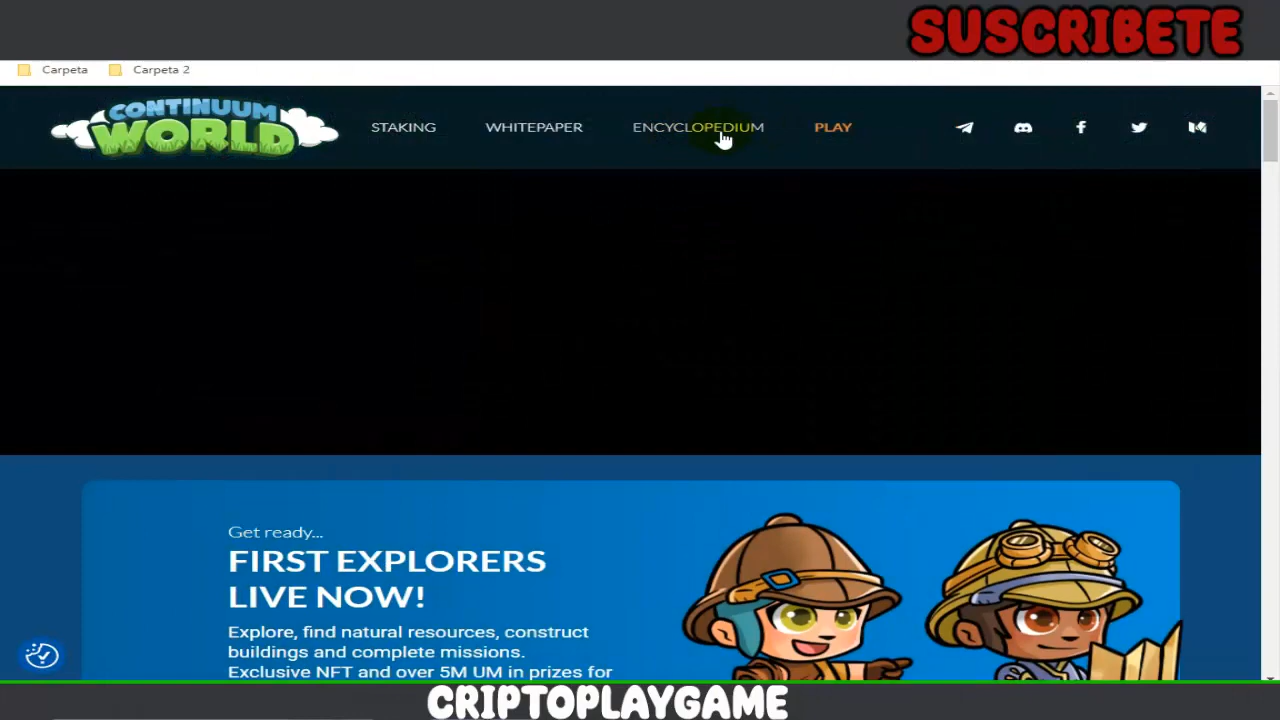 SUSCRIBETE
Carpeta Carpeta 2
CONTINUUM
WORLD
STAKING WHITEPAPER ENCYCLOPEDIUM PLAY
Get ready...
FIRST EXPLORERS
LIVE NOW!
Explore, find natural resources, construct
buildings and complete missions.
Exclusive NFT and over 5M UM in prizes for
CRIPTOPLAYGAME